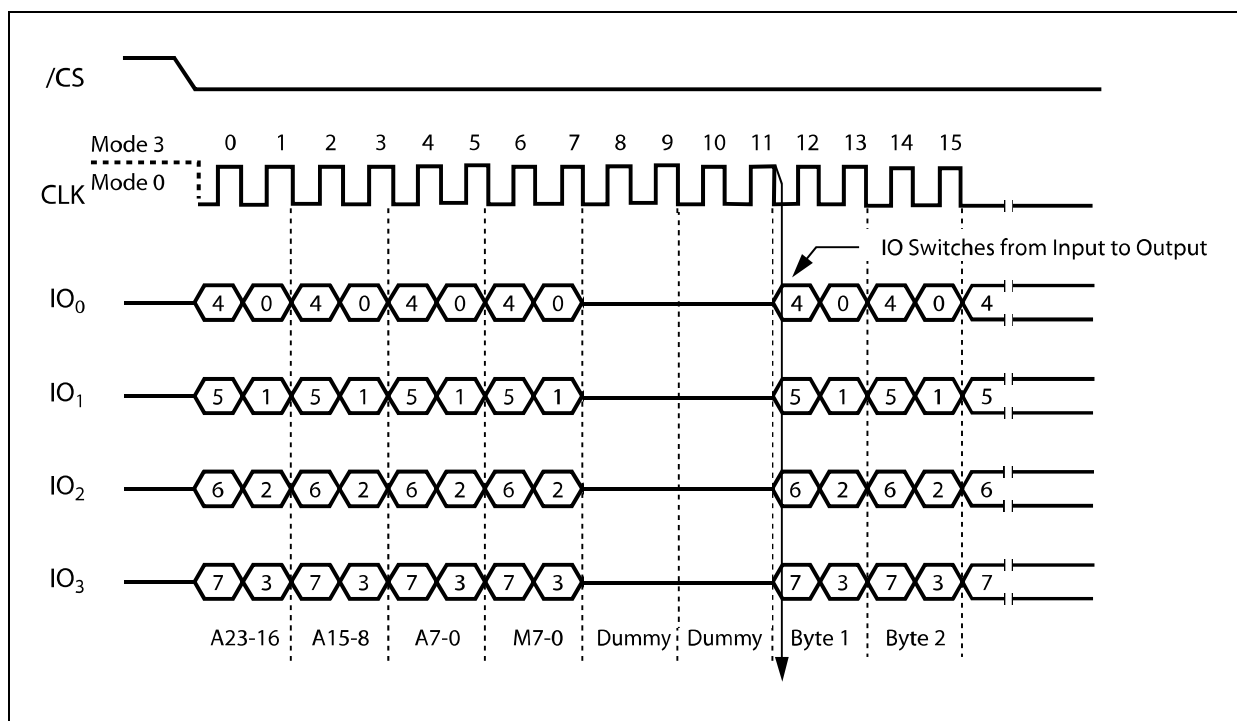 /CS
Mode 3
0 1 2 3 4 5 6 7 8 9 10 11 12 13 14 15
Mode 0
CLK
IO Switches from Input to Output
IO₀ 4 0 4 0 4 0 4 0 4 0 4 0 4
IO₁ 5 1 5 1 5 1 5 1 5 1 5 1 5
IO₂ 6 2 6 2 6 2 6 2 6 2 6 2 6
IO₃ 7 3 7 3 7 3 7 3 7 3 7 3 7
A23-16 A15-8 A7-0 M7-0 Dummy Dummy Byte 1 Byte 2